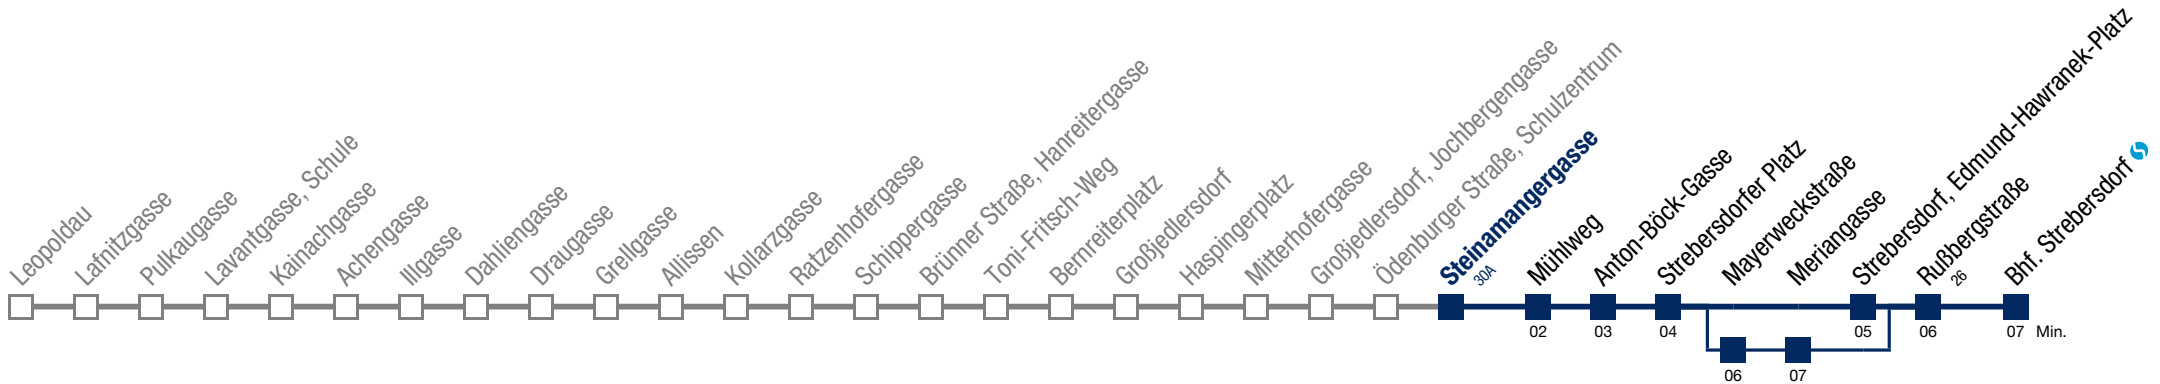 Leopoldau
Lafnitzgasse
Pulkaugasse
Lavantgasse, Schule
Kainachgasse
Achengasse
Illgasse
Dahliengasse
Draugasse
Grellgasse
Allissen
Kollarzgasse
Ratzenhofergasse
Schippergasse
Brünner Straße, Hanreitergasse
Toni-Fritsch-Weg
Bernreiterplatz
Großjedlersdorf
Haspingerplatz
Mitterhofergasse
Großjedlersdorf, Jochbergengasse
Ödenburger Straße, Schulzentrum
Steinamangergasse
30A
Mühlweg
Anton-Böck-Gasse
Strebersdorfer Platz
Mayerweckstraße
Meriangasse
Strebersdorf, Edmund-Hawranek-Platz
Rußbergstraße
26
Bhf. Strebersdorf
02 03 04 05 06 07 Min.
06 07